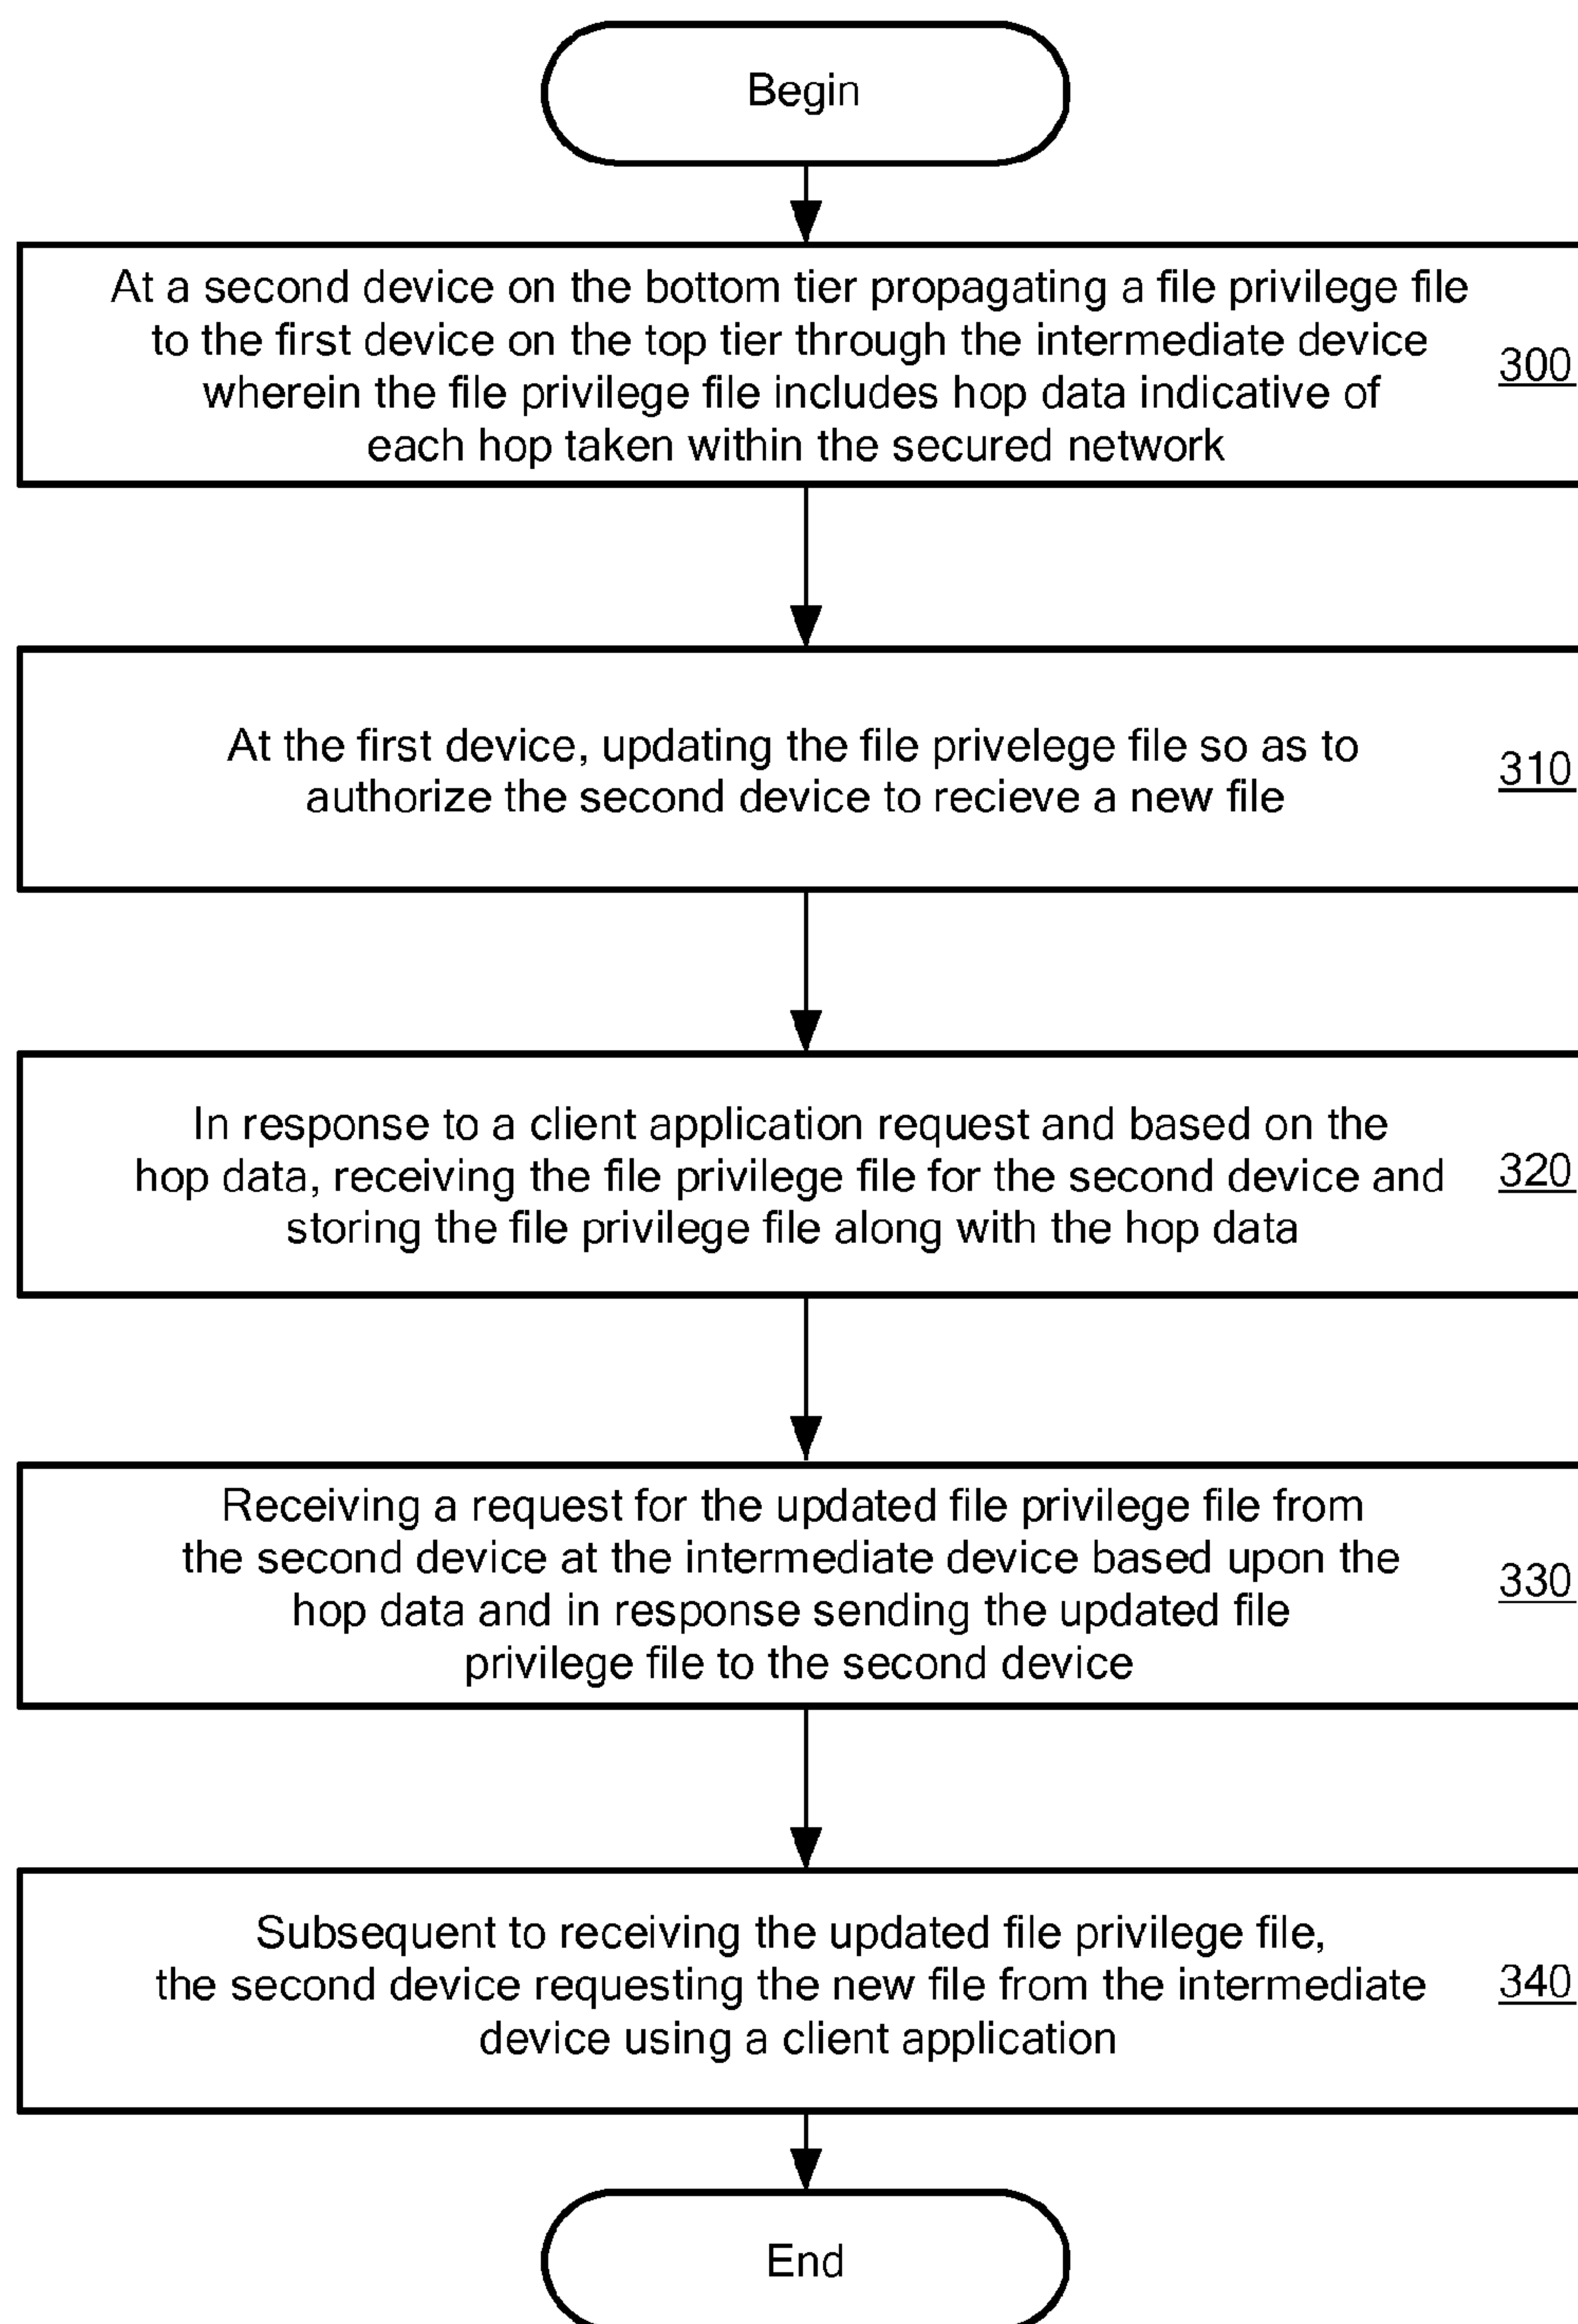 Begin
At a second device on the bottom tier propagating a file privilege file
to the first device on the top tier through the intermediate device
wherein the file privilege file includes hop data indicative of
each hop taken within the secured network
300
At the first device, updating the file privelege file so as to
authorize the second device to recieve a new file
310
In response to a client application request and based on the
hop data, receiving the file privilege file for the second device and
storing the file privilege file along with the hop data
320
Receiving a request for the updated file privilege file from
the second device at the intermediate device based upon the
hop data and in response sending the updated file
privilege file to the second device
330
Subsequent to receiving the updated file privilege file,
the second device requesting the new file from the intermediate
device using a client application
340
End